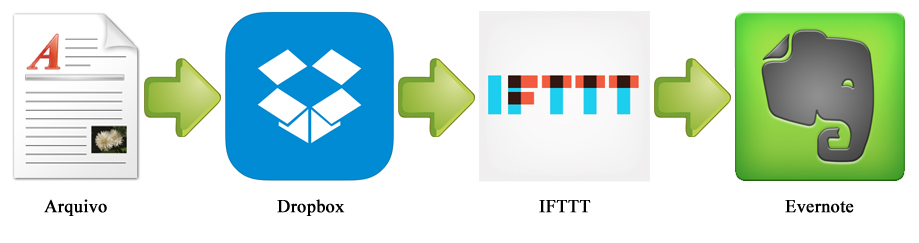 A
IFTTT
Arquivo
Dropbox
IFTTT
Evernote